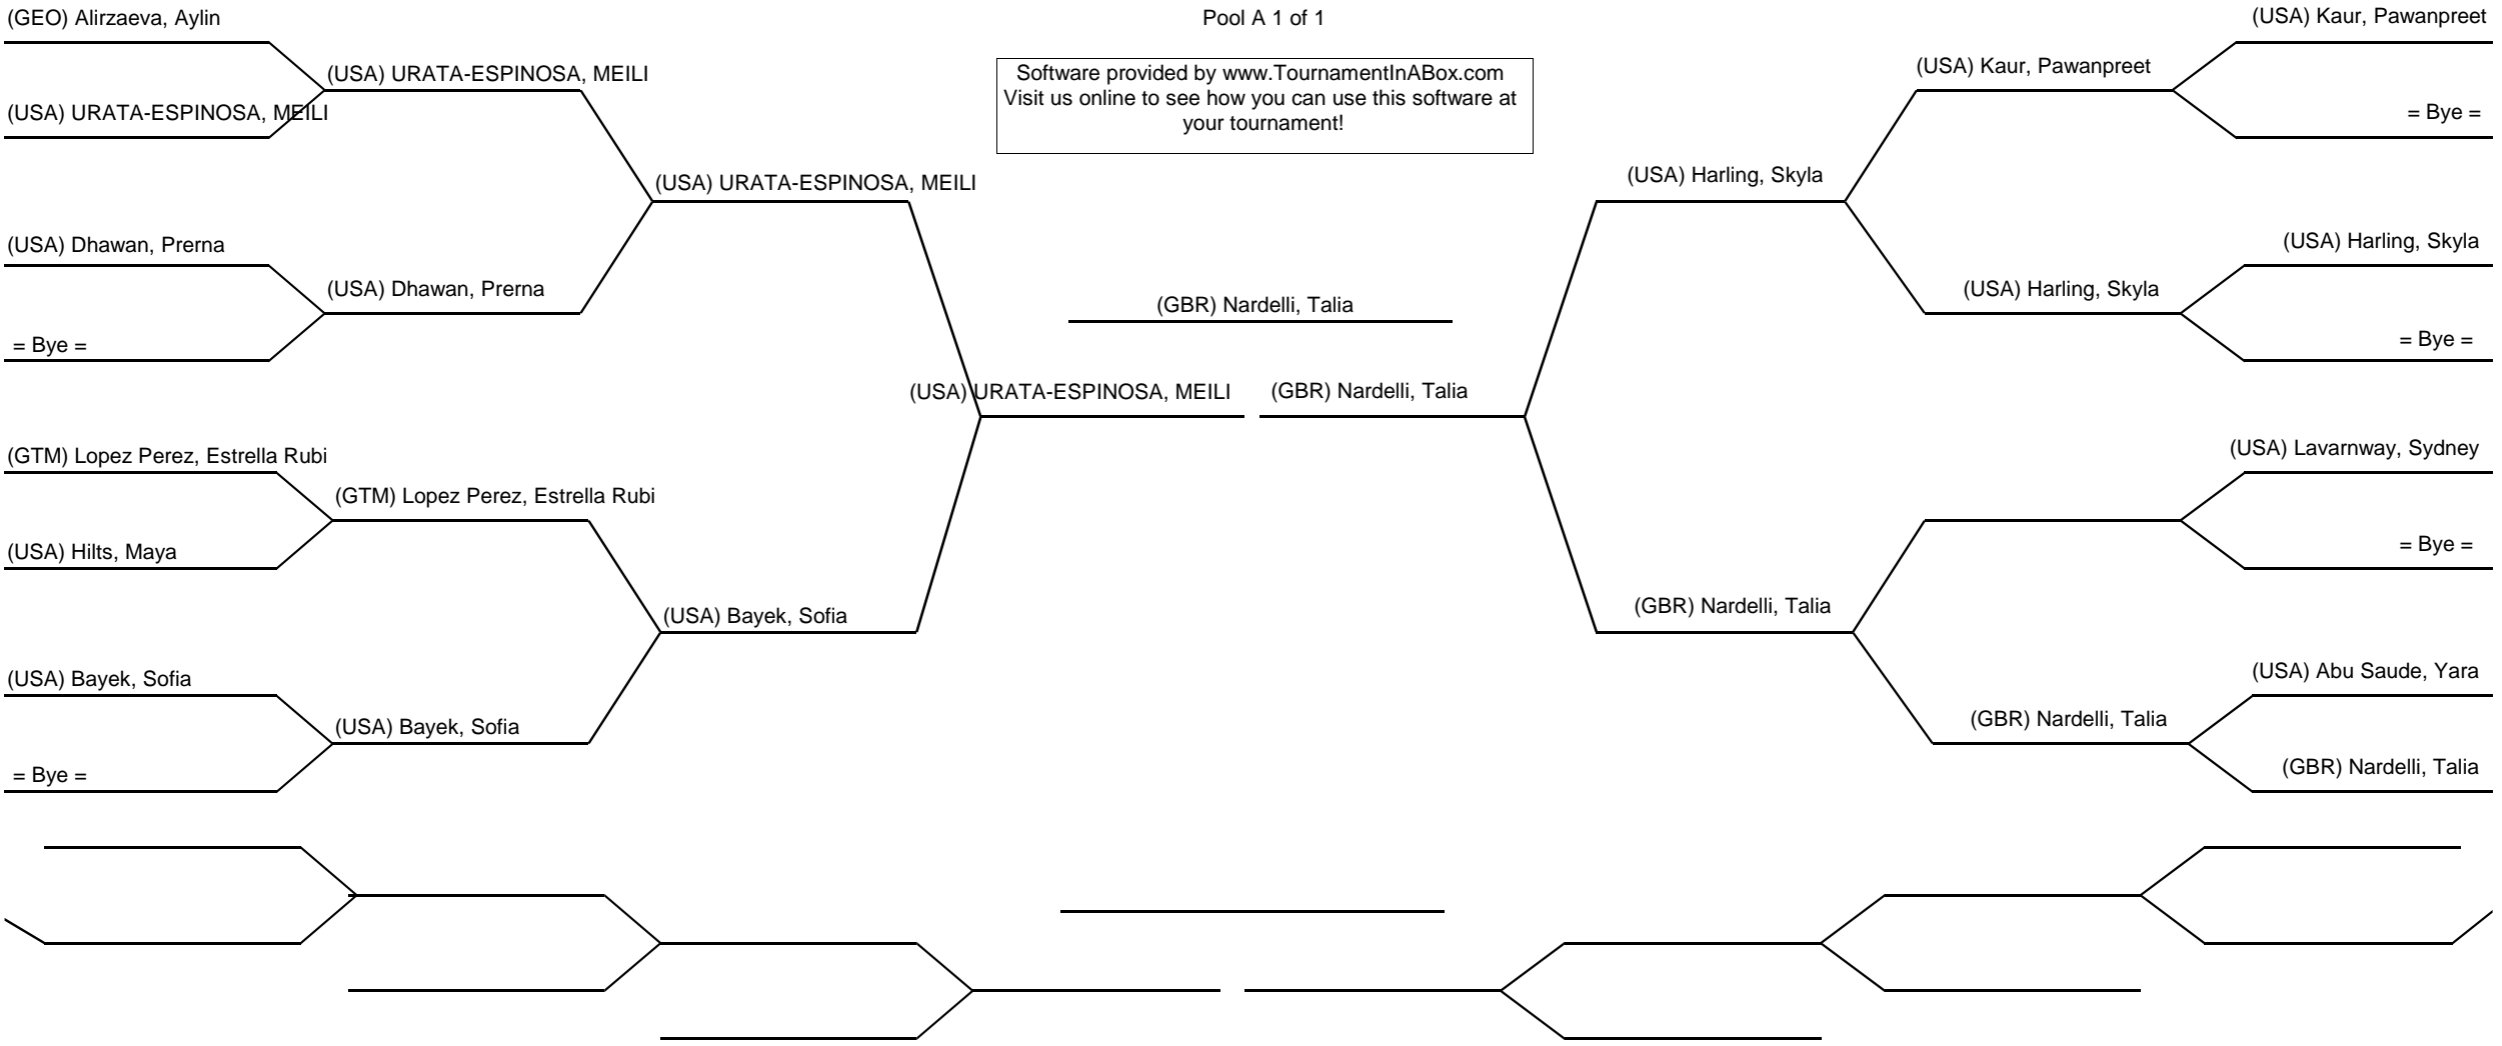 (GEO) Alirzaeva, Aylin
Pool A 1 of 1
(USA) Kaur, Pawanpreet
(USA) URATA-ESPINOSA, MEILI
Software provided by www.TournamentInABox.com
Visit us online to see how you can use this software at
your tournament!
(USA) Kaur, Pawanpreet
(USA) URATA-ESPINOSA, MEILI
= Bye =
(USA) URATA-ESPINOSA, MEILI
(USA) Harling, Skyla
(USA) Dhawan, Prerna
(USA) Harling, Skyla
(USA) Dhawan, Prerna
(GBR) Nardelli, Talia
(USA) Harling, Skyla
= Bye =
= Bye =
(USA) URATA-ESPINOSA, MEILI
(GBR) Nardelli, Talia
(GTM) Lopez Perez, Estrella Rubi
(USA) Lavarnway, Sydney
(GTM) Lopez Perez, Estrella Rubi
(USA) Hilts, Maya
= Bye =
(USA) Bayek, Sofia
(GBR) Nardelli, Talia
(USA) Bayek, Sofia
(USA) Abu Saude, Yara
(USA) Bayek, Sofia
(GBR) Nardelli, Talia
= Bye =
(GBR) Nardelli, Talia